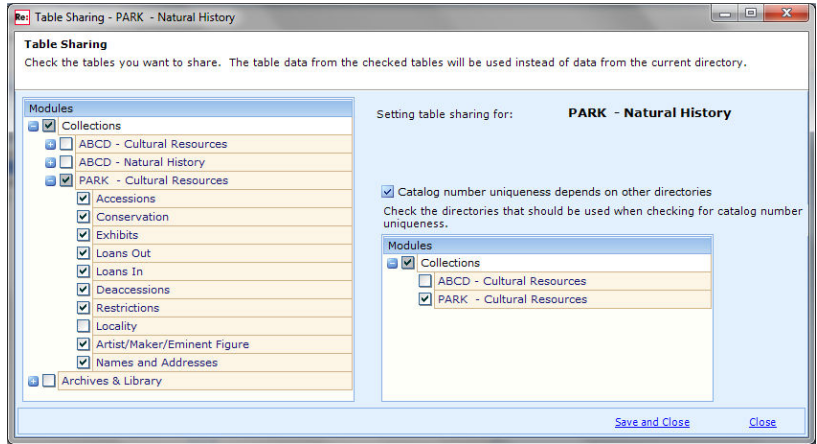 Re: Table Sharing - PARK - Natural History
Table Sharing
Check the tables you want to share. The table data from the checked tables will be used instead of data from the current directory.
Modules
Collections
ABCD - Cultural Resources
ABCD - Natural History
PARK - Cultural Resources
Accessions
Conservation
Exhibits
Loans Out
Loans In
Deaccessions
Restrictions
Locality
Artist/Maker/Eminent Figure
Names and Addresses
Archives & Library
Setting table sharing for: PARK - Natural History
Catalog number uniqueness depends on other directories
Check the directories that should be used when checking for catalog number
uniqueness.
Modules
Collections
ABCD - Cultural Resources
PARK - Cultural Resources
Save and Close Close